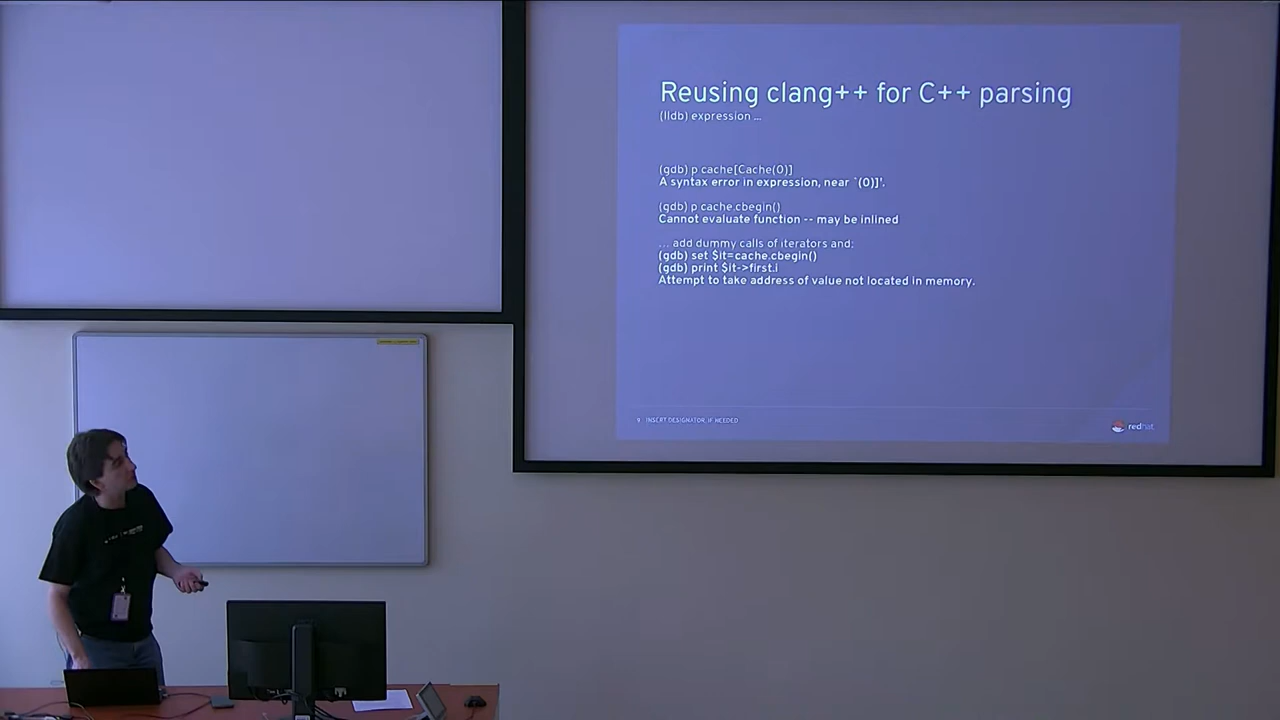 Reusing clang++ for C++ parsing
(lldb) expression ...
(gdb) p cache[Cache(0)]
A syntax error in expression, near `(0)]'.
(gdb) p cache.cbegin()
Cannot evaluate function -- may be inlined
... add dummy calls of iterators and:
(gdb) set $it=cache.cbegin()
(gdb) print $it->first.i
Attempt to take address of value not located in memory.
9 INSERT DESIGNATOR, IF NEEDED
redhat.